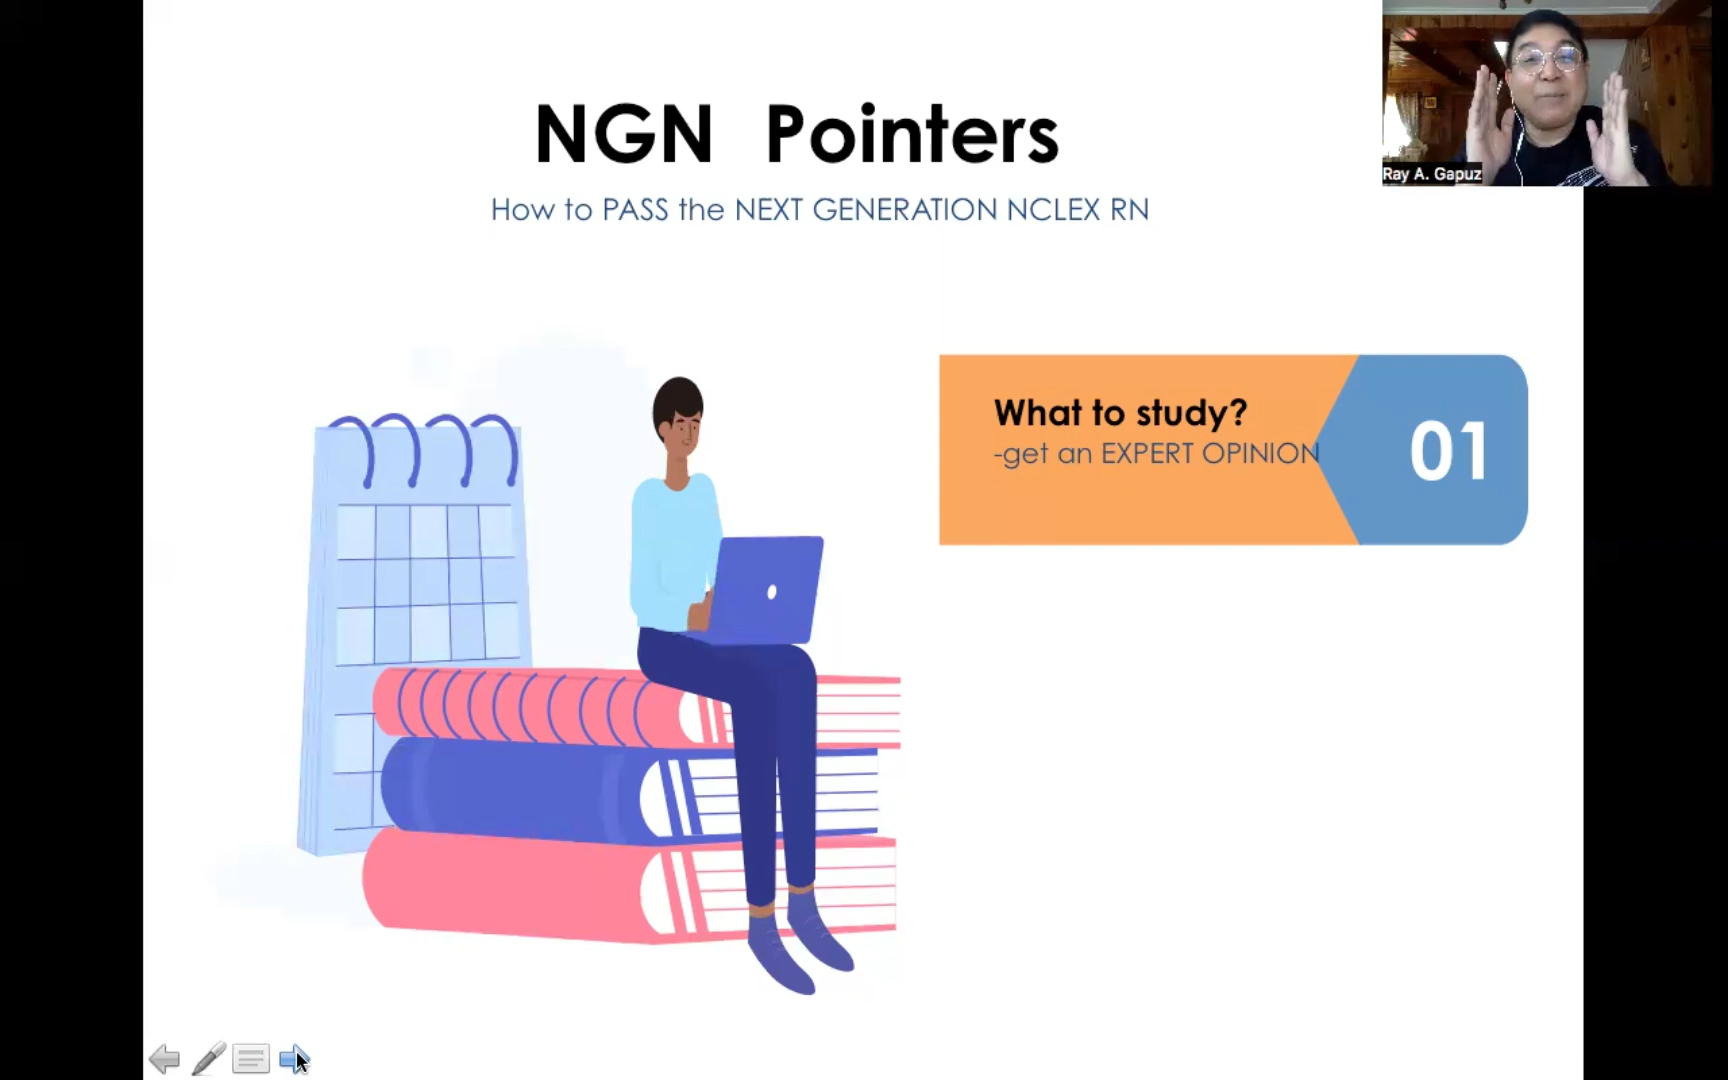 NGN Pointers
How to PASS the NEXT GENERATION NCLEX RN
Ray A. Gapuz
What to study?
-get an EXPERT OPINION
01